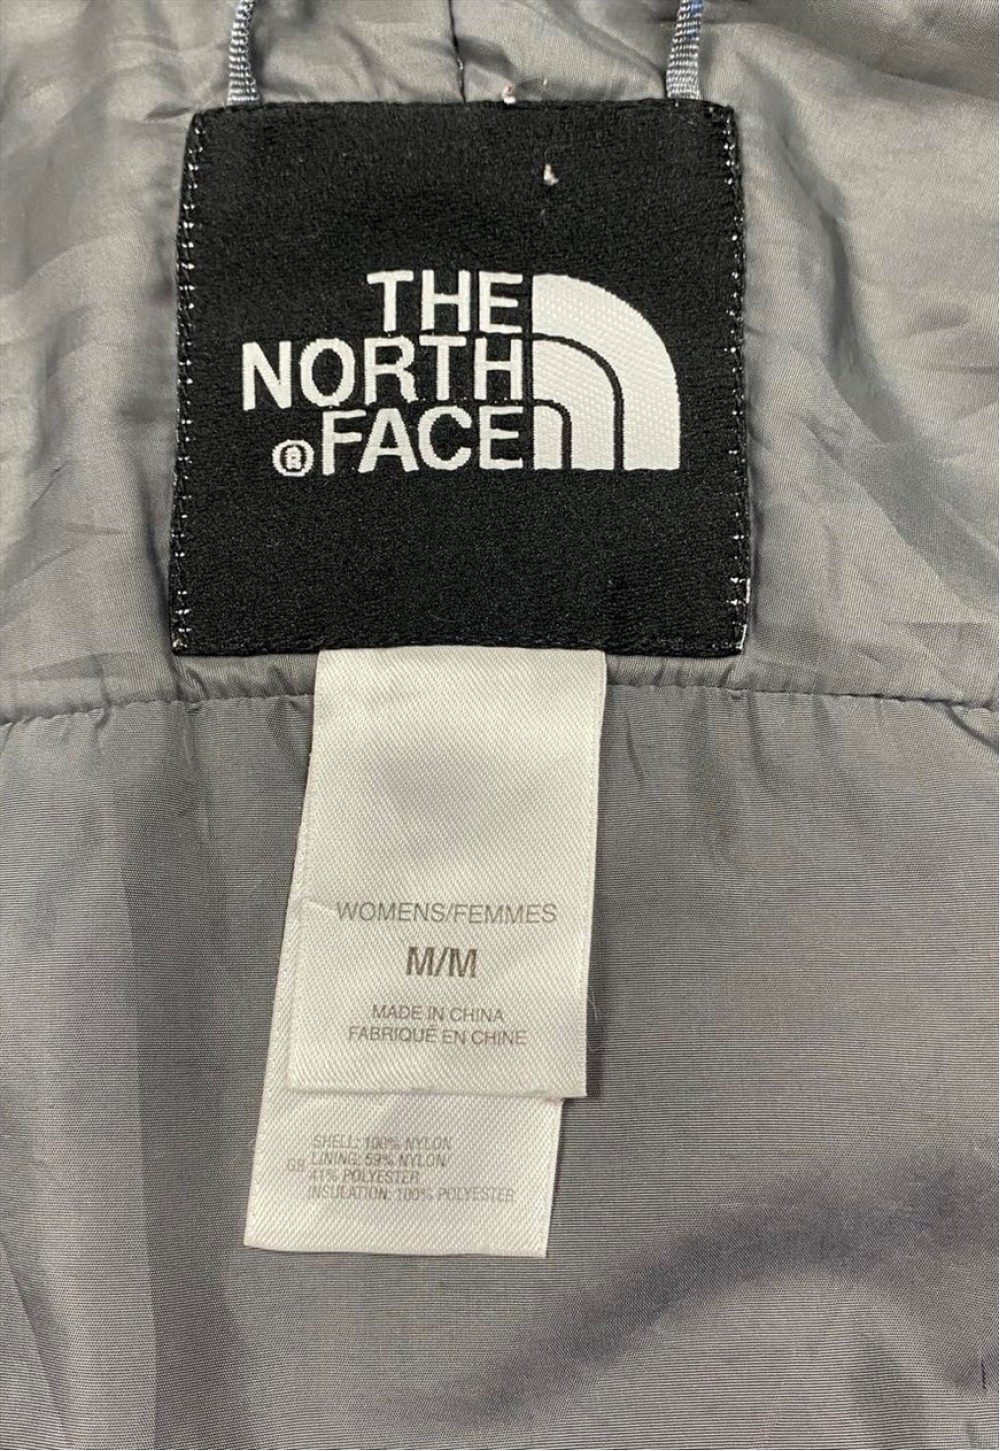 THE
NORTH
®FACE
WOMENS/FEMMES
M/M
MADE IN CHINA
FABRIQUÉ EN CHINE
SHELL: 100% NYLON
GB LINING: 59% NYLON
41% POLYESTER
INSULATION: 100% POLYESTER